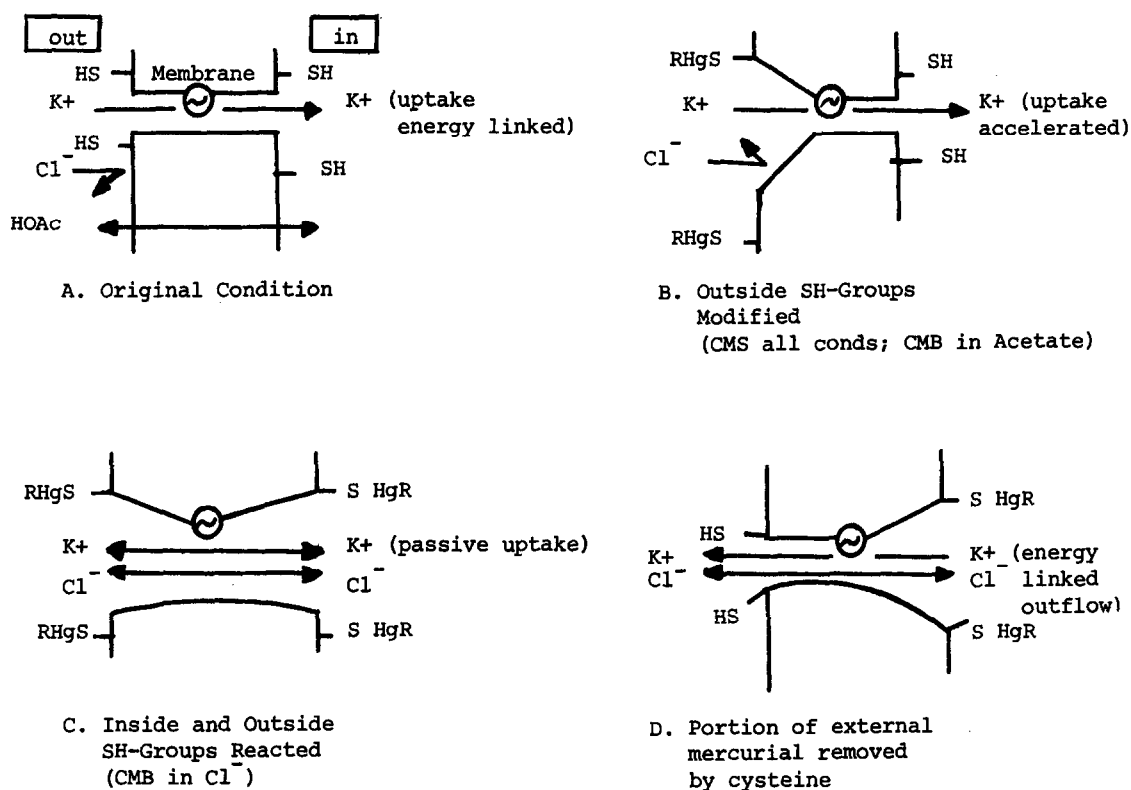 out
in
HS
Membrane
SH
K+
K+ (uptake
energy linked)
HS
Cl-
SH
HOAc
A. Original Condition
RHgS
SH
K+
K+ (uptake
accelerated)
Cl-
SH
RHgS
B. Outside SH-Groups
Modified
(CMS all conds; CMB in Acetate)
RHgS
S HgR
K+
K+ (passive uptake)
Cl-
Cl-
RHgS
S HgR
C. Inside and Outside
SH-Groups Reacted
(CMB in Cl-)
HS
S HgR
K+
K+ (energy
Cl-
Cl- linked
outflow)
HS
S HgR
D. Portion of external
mercurial removed
by cysteine